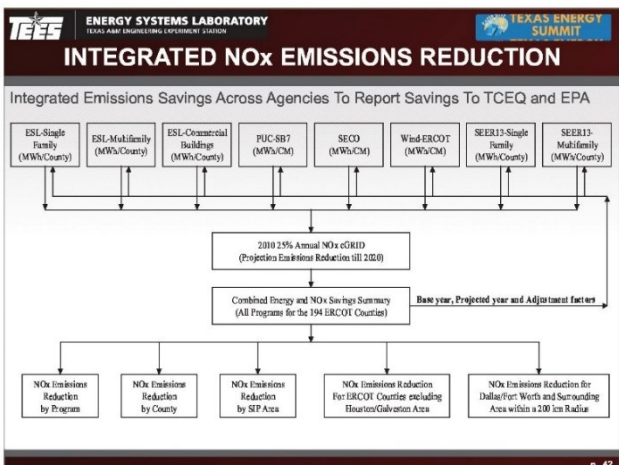 TEES
ENERGY SYSTEMS LABORATORY
TEXAS A&M ENGINEERING EXPERIMENT STATION
TEXAS ENERGY
SUMMIT
TEXAS ENERGY
INTEGRATED NOx EMISSIONS REDUCTION
Integrated Emissions Savings Across Agencies To Report Savings To TCEQ and EPA
ESL-Single
Family
(MWh/County)
ESL-Multifamily
(MWh/County)
ESL-Commercial
Buildings
(MWh/County)
PUC-SB7
(MWh/CM)
SECO
(MWh/CM)
Wind-ERCOT
(MWh/CM)
SEER13-Single
Family
(MWh/County)
SEER13-
Multifamily
(MWh/County)
2010 25% Annual NOx eGRID
(Projection Emissions Reduction till 2020)
Combined Energy and NOx Savings Summary
(All Programs for the 194 ERCOT Counties)
Base year, Projected year and Adjustment factors
NOx Emissions
Reduction
by Program
NOx Emissions
Reduction
by County
NOx Emissions
Reduction
by SIP Area
NOx Emissions Reduction
For ERCOT Counties excluding
Houston/Galveston Area
NOx Emissions Reduction for
Dallas/Fort Worth and Surrounding
Area within a 200 km Radius
p. 42